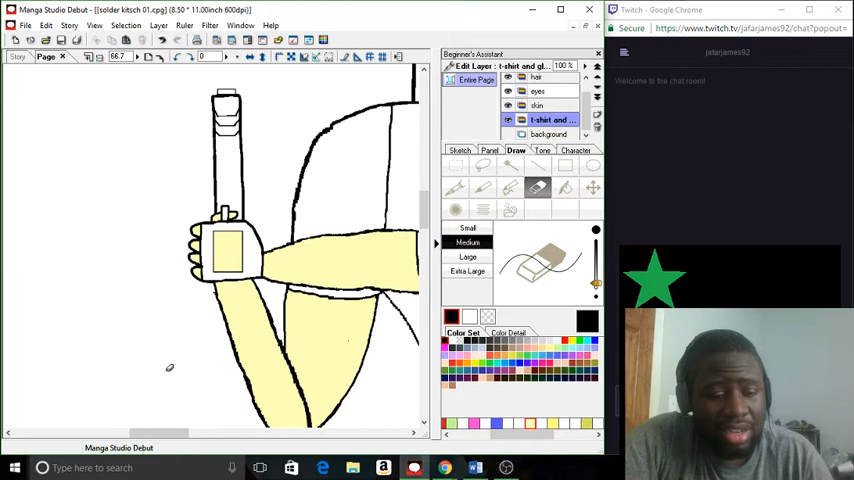 Manga Studio Debut - [[solder kitsch 01.cpg] (8.50 * 11.00inch 600dpi)]
File Edit Story View Selection Layer Ruler Filter Window Help
Story Page
66.7
0
Beginner's Assistant
Edit Layer : t-shirt and gl...
100 %
Entire Page
hair
eyes
skin
t-shirt and ...
background
Sketch Panel Draw Tone Character
Small
Medium
Large
Extra Large
Color Set Color Detail
Manga Studio Debut
Type here to search
Twitch - Google Chrome
Secure https://www.twitch.tv/jafarjames92/chat?popout=
jafarjames92
Welcome to the chat room!